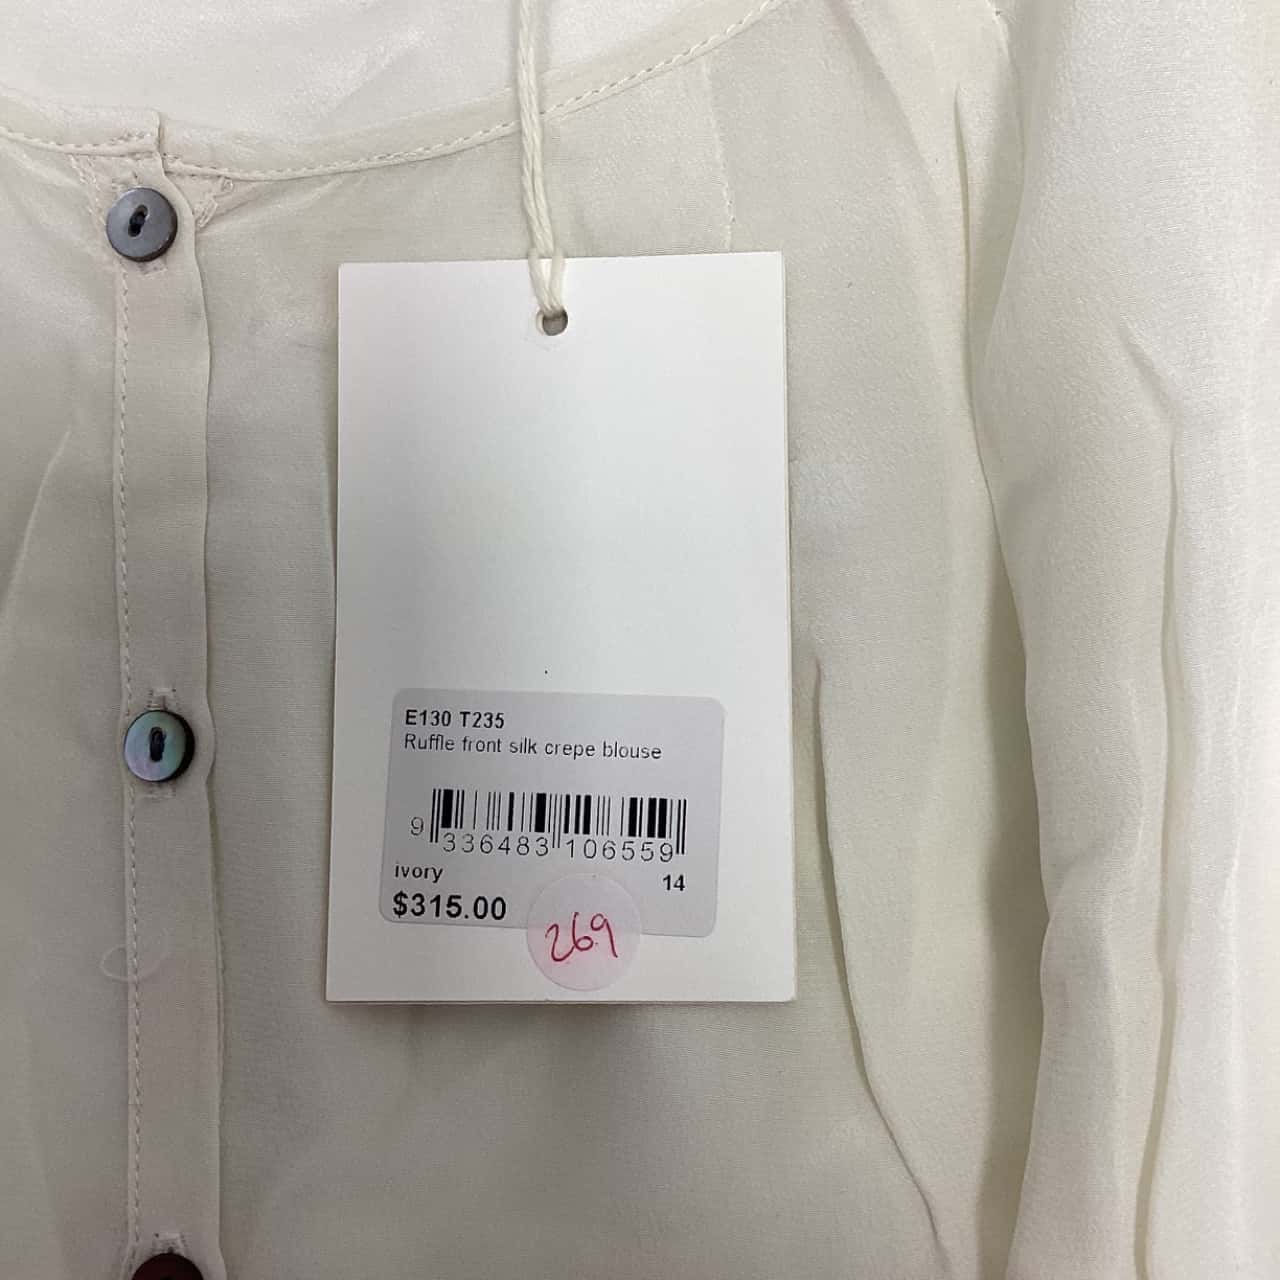 E130 T235
Ruffle front silk crepe blouse
9 336483 106559
ivory 14
$315.00
269